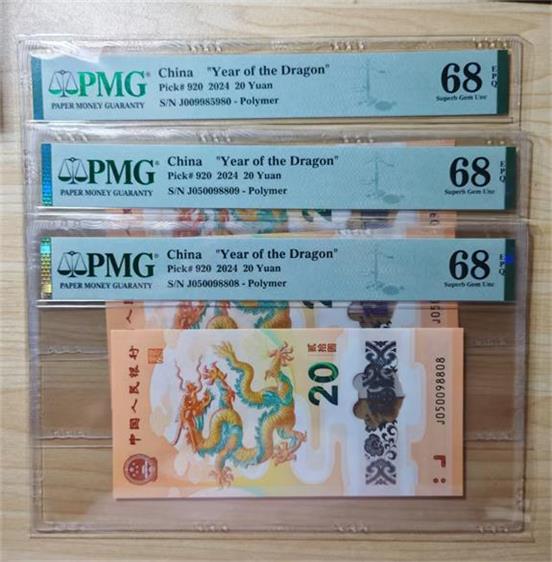 PMG®
PAPER MONEY GUARANTY
China "Year of the Dragon"
Pick# 920 2024 20 Yuan
S/N J009985980 - Polymer
68
EPQ
Superb Gem Unc
PMG
PAPER MONEY GUARANTY
China "Year of the Dragon"
Pick# 920 2024 20 Yuan
S/N J050098809 - Polymer
68
EPQ
Superb Gem Unc
20
PMG®
PAPER MONEY GUARANTY
China "Year of the Dragon"
Pick# 920 2024 20 Yuan
S/N J050098808 - Polymer
68
EPQ
Superb Gem Unc
20
中国人民银行
贰拾圆
20
J050098808